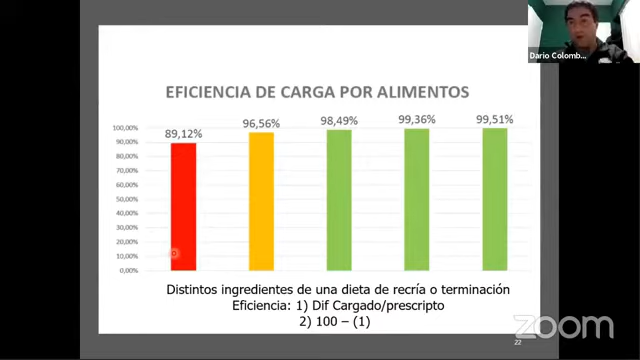 Dario Colomb...
EFICIENCIA DE CARGA POR ALIMENTOS
89,12%
96,56%
98,49%
99,36%
99,51%
100,00%
90,00%
80,00%
70,00%
60,00%
50,00%
40,00%
30,00%
20,00%
10,00%
0,00%
Distintos ingredientes de una dieta de recría o terminación
Eficiencia: 1) Dif Cargado/prescripto
2) 100 – (1)
zoom
22